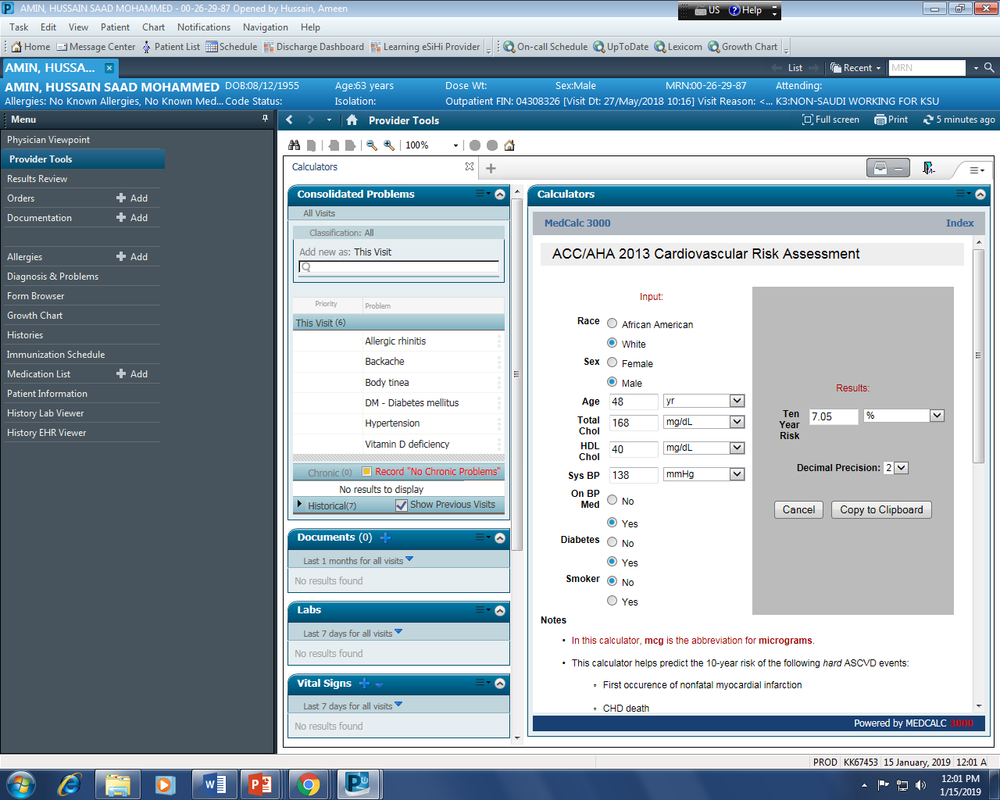 AMIN, HUSSAIN SAAD MOHAMMED - 00-26-29-87 Opened by Hussain, Ameen
US Help
Task Edit View Patient Chart Notifications Navigation Help
Home Message Center Patient List Schedule Discharge Dashboard Learning eSiHi Provider On-call Schedule UpToDate Lexicom Growth Chart
AMIN, HUSSA... List Recent MRN
AMIN, HUSSAIN SAAD MOHAMMED DOB:08/12/1955 Age:63 years Dose Wt: Sex:Male MRN:00-26-29-87 Attending:
Allergies: No Known Allergies, No Known Med... Code Status: Isolation: Outpatient FIN: 04308326 [Visit Dt: 27/May/2018 10:16] Visit Reason: <... K3:NON-SAUDI WORKING FOR KSU
Menu
Provider Tools Full screen Print 5 minutes ago
Physician Viewpoint
Provider Tools
Results Review
Orders Add
Documentation Add
Allergies Add
Diagnosis & Problems
Form Browser
Growth Chart
Histories
Immunization Schedule
Medication List Add
Patient Information
History Lab Viewer
History EHR Viewer
100%
Calculators
Consolidated Problems
All Visits
Classification: All
Add new as: This Visit
Priority Problem
This Visit (6)
Allergic rhinitis
Backache
Body tinea
DM - Diabetes mellitus
Hypertension
Vitamin D deficiency
Chronic (0) Record "No Chronic Problems"
No results to display
Historical(7) Show Previous Visits
Documents (0)
Last 1 months for all visits
No results found
Labs
Last 7 days for all visits
No results found
Vital Signs
Last 7 days for all visits
No results found
Calculators
MedCalc 3000 Index
ACC/AHA 2013 Cardiovascular Risk Assessment
Input:
Race African American
White
Sex Female
Male
Age 48 yr
Total Chol 168 mg/dL
HDL Chol 40 mg/dL
Sys BP 138 mmHg
On BP Med No
Yes
Diabetes No
Yes
Smoker No
Yes
Results:
Ten Year Risk 7.05 %
Decimal Precision: 2
Cancel Copy to Clipboard
Notes
• In this calculator, mcg is the abbreviation for micrograms.
• This calculator helps predict the 10-year risk of the following hard ASCVD events:
First occurence of nonfatal myocardial infarction
CHD death
Powered by MEDCALC 3000
PROD KK67453 15 January, 2019 12:01 A
12:01 PM
1/15/2019